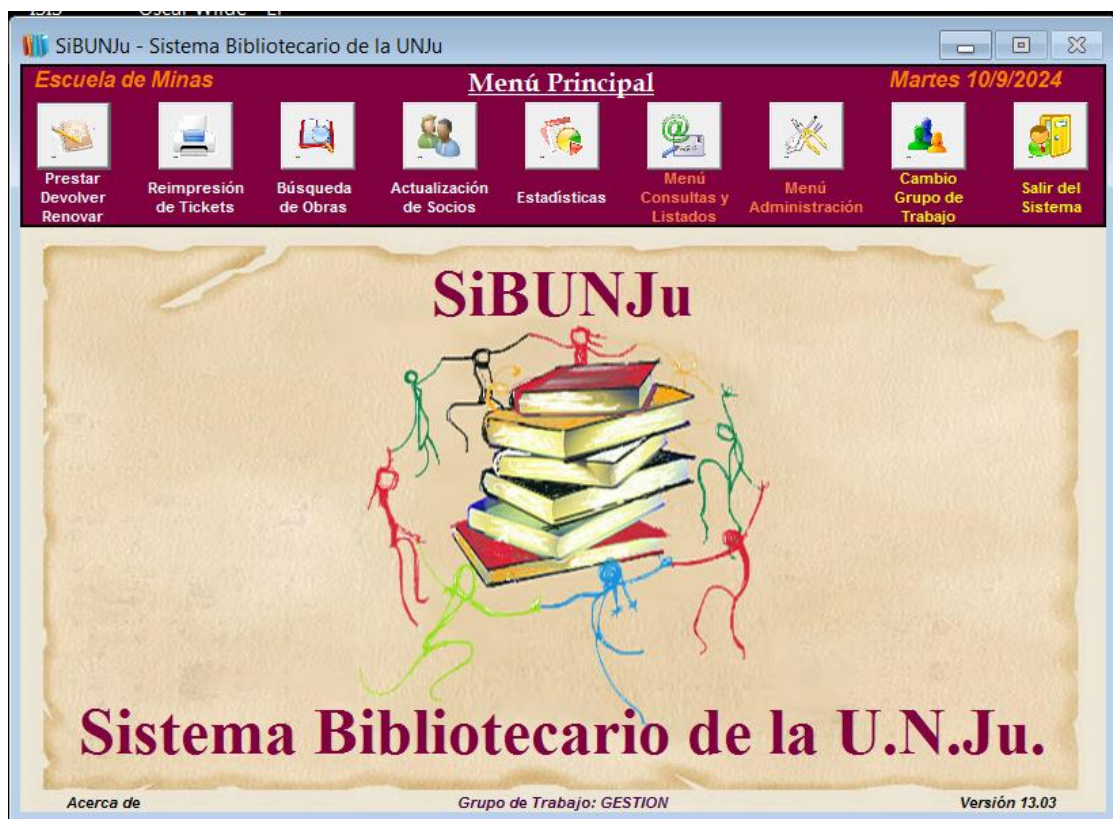 SiBUNJu - Sistema Bibliotecario de la UNJu
Escuela de Minas
Menú Principal
Martes 10/9/2024
Prestar
Devolver
Renovar
Reimpresión
de Tickets
Búsqueda
de Obras
Actualización
de Socios
Estadísticas
Menú
Consultas y
Listados
Menú
Administración
Cambio
Grupo de
Trabajo
Salir del
Sistema
SiBUNJu
Sistema Bibliotecario de la U.N.Ju.
Acerca de
Grupo de Trabajo: GESTION
Versión 13.03